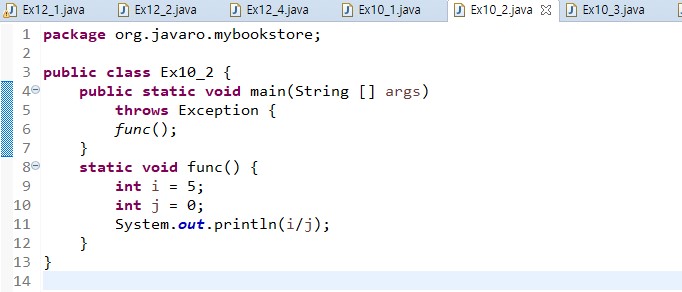 Ex12_1.java Ex12_2.java Ex12_4.java Ex10_1.java Ex10_2.java Ex10_3.java
1 package org.javaro.mybookstore;
2
3 public class Ex10_2 {
4     public static void main(String [] args)
5         throws Exception {
6         func();
7     }
8     static void func() {
9         int i = 5;
10         int j = 0;
11         System.out.println(i/j);
12     }
13 }
14